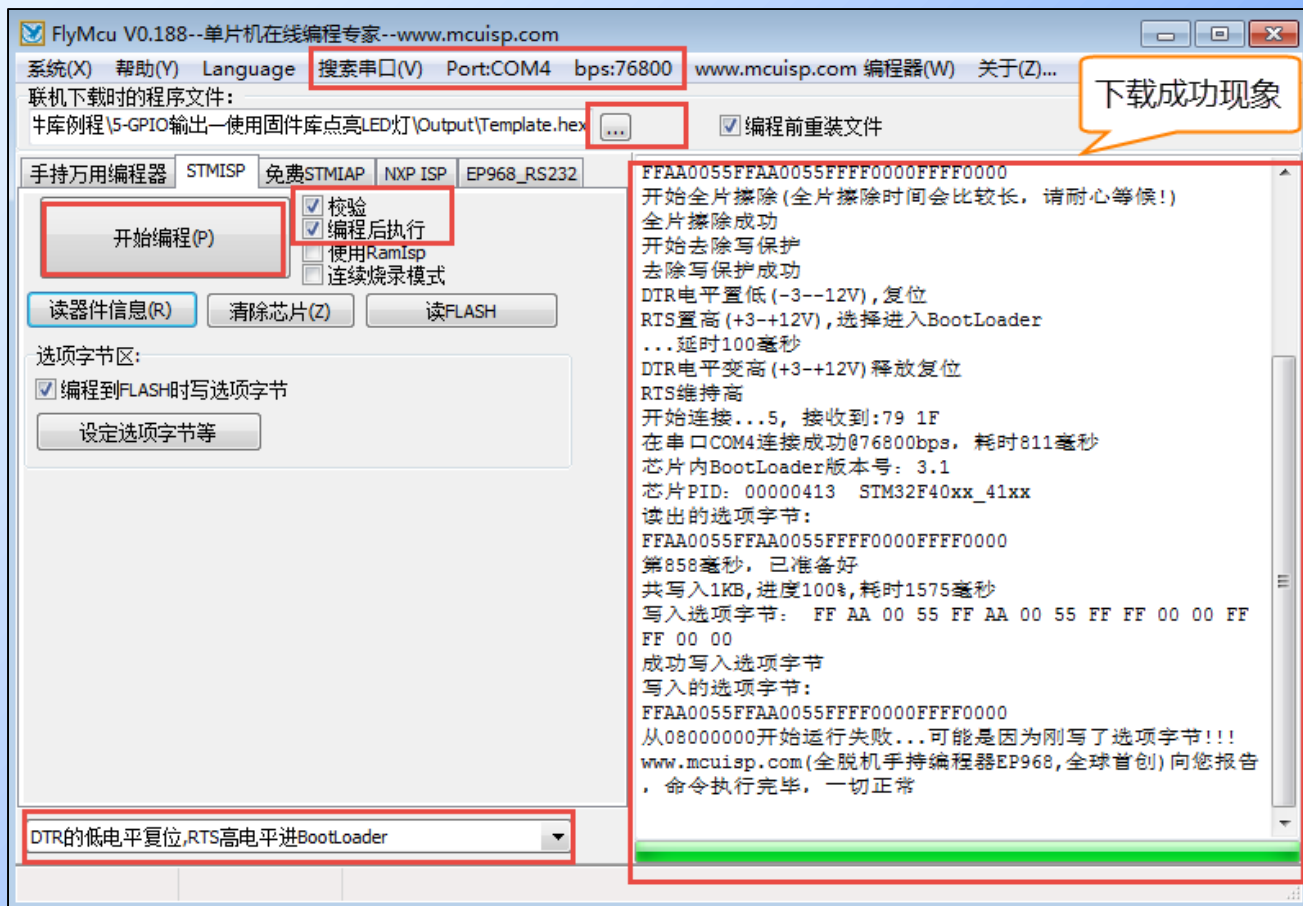 FlyMcu V0.188--单片机在线编程专家--www.mcuisp.com
系统(X) 帮助(Y) Language 搜索串口(V) Port:COM4 bps:76800 www.mcuisp.com 编程器(W) 关于(Z)...
下载成功现象
联机下载时的程序文件:
库例程\5-GPIO输出—使用固件库点亮LED灯\Output\Template.hex ... 编程前重装文件
手持万用编程器 STMISP 免费STMIAP NXP ISP EP968_RS232
开始编程(P)
校验
编程后执行
使用RamIsp
连续烧录模式
读器件信息(R) 清除芯片(Z) 读FLASH
选项字节区:
编程到FLASH时写选项字节
设定选项字节等
DTR的低电平复位,RTS高电平进BootLoader
FFAA0055FFAA0055FFFF0000FFFF0000
开始全片擦除(全片擦除时间会比较长，请耐心等候!)
全片擦除成功
开始去除写保护
去除写保护成功
DTR电平置低(-3--12V),复位
RTS置高(+3-+12V),选择进入BootLoader
...延时100毫秒
DTR电平变高(+3-+12V)释放复位
RTS维持高
开始连接...5, 接收到:79 1F
在串口COM4连接成功@76800bps，耗时811毫秒
芯片内BootLoader版本号：3.1
芯片PID：00000413 STM32F40xx_41xx
读出的选项字节:
FFAA0055FFAA0055FFFF0000FFFF0000
第858毫秒，已准备好
共写入1KB,进度100%,耗时1575毫秒
写入选项字节： FF AA 00 55 FF AA 00 55 FF FF 00 00 FF
FF 00 00
成功写入选项字节
写入的选项字节:
FFAA0055FFAA0055FFFF0000FFFF0000
从08000000开始运行失败...可能是因为刚写了选项字节!!!
www.mcuisp.com(全脱机手持编程器EP968,全球首创)向您报告
，命令执行完毕，一切正常